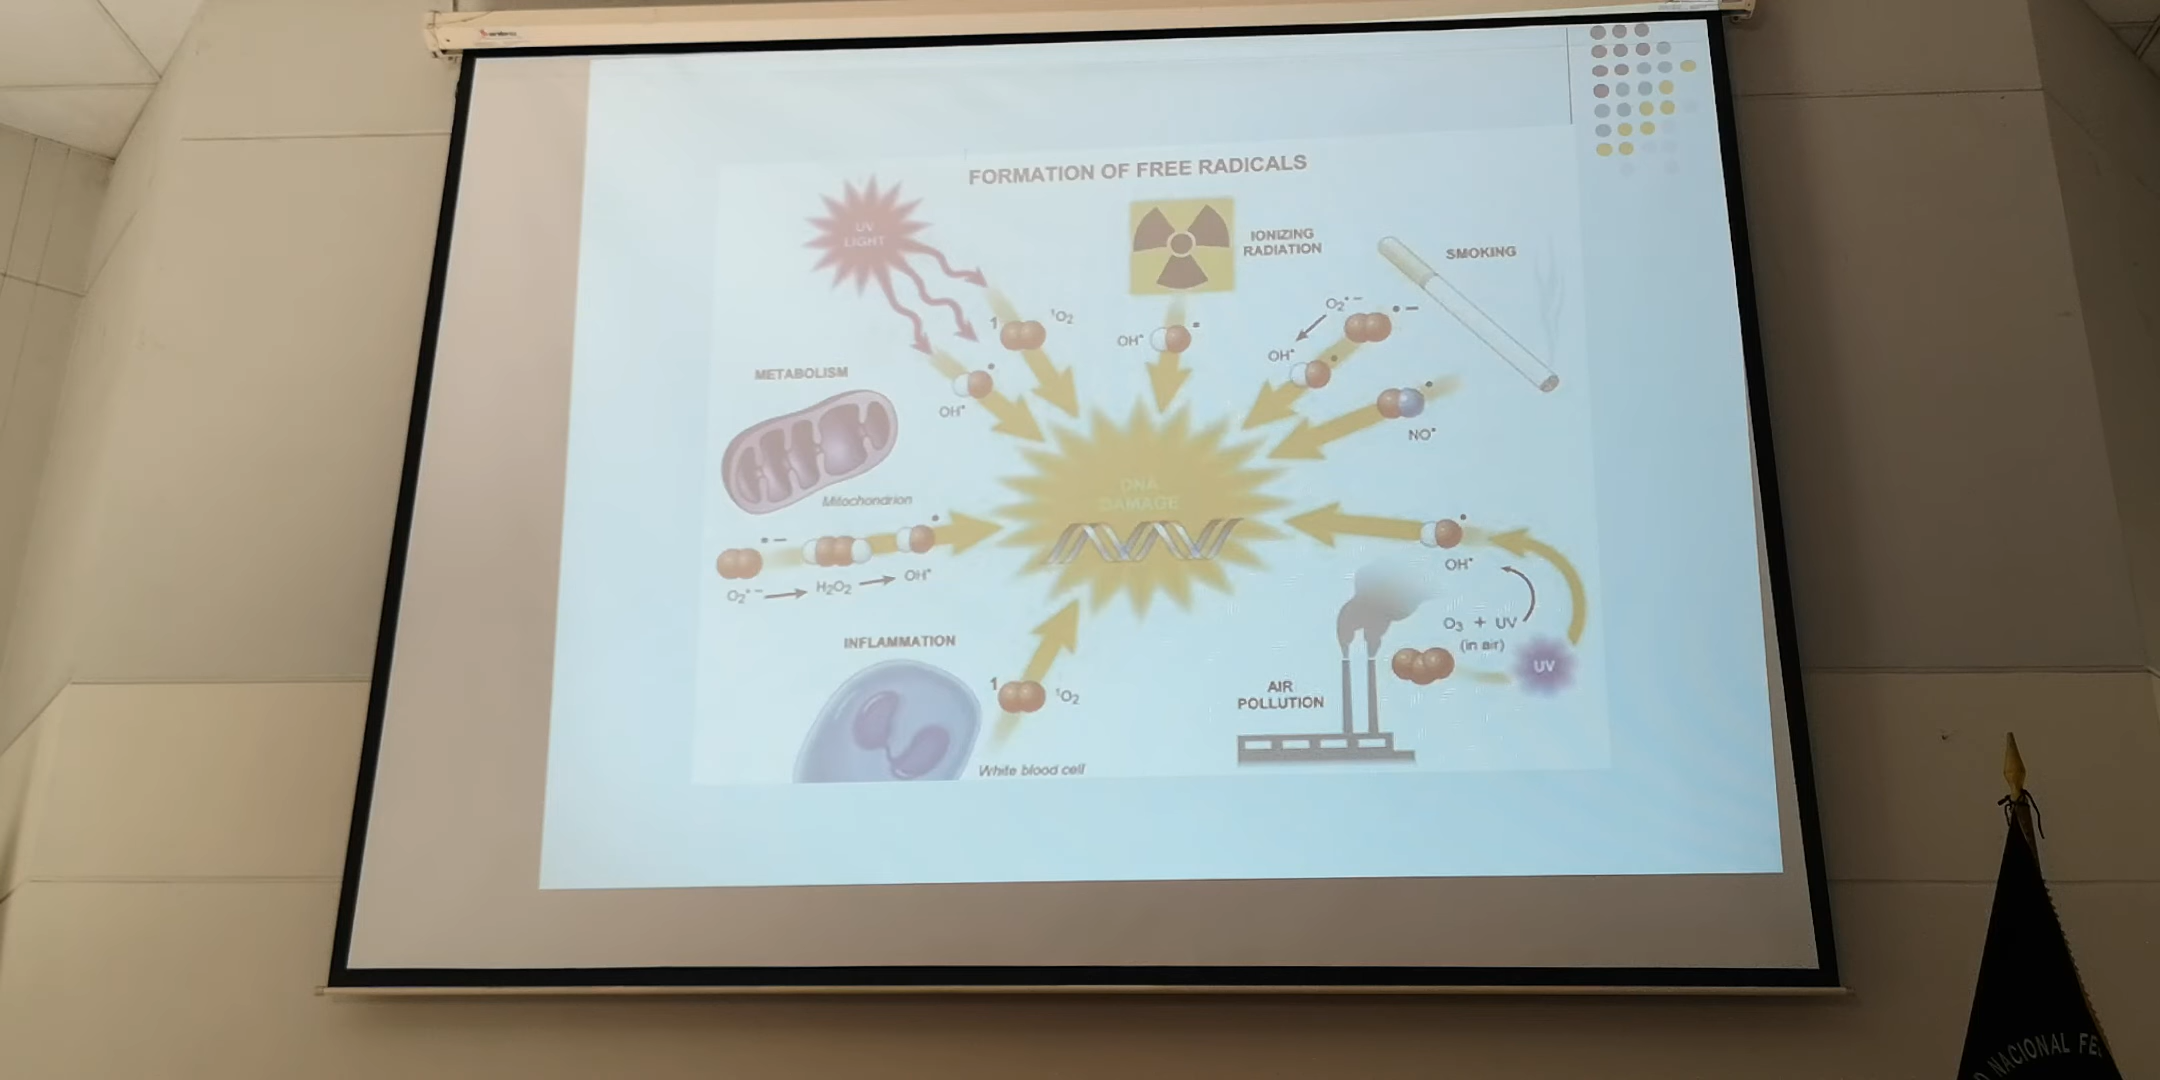 FORMATION OF FREE RADICALS
UV
LIGHT
IONIZING
RADIATION
SMOKING
1
¹O₂
OH•
OH•
O₂•−
•−
OH•
NO•
METABOLISM
Mitochondrion
DNA
DAMAGE
•−
O₂•−
H₂O₂
OH•
OH•
O₃ + UV
(in air)
UV
INFLAMMATION
1
¹O₂
White blood cell
AIR
POLLUTION
NACIONAL FE